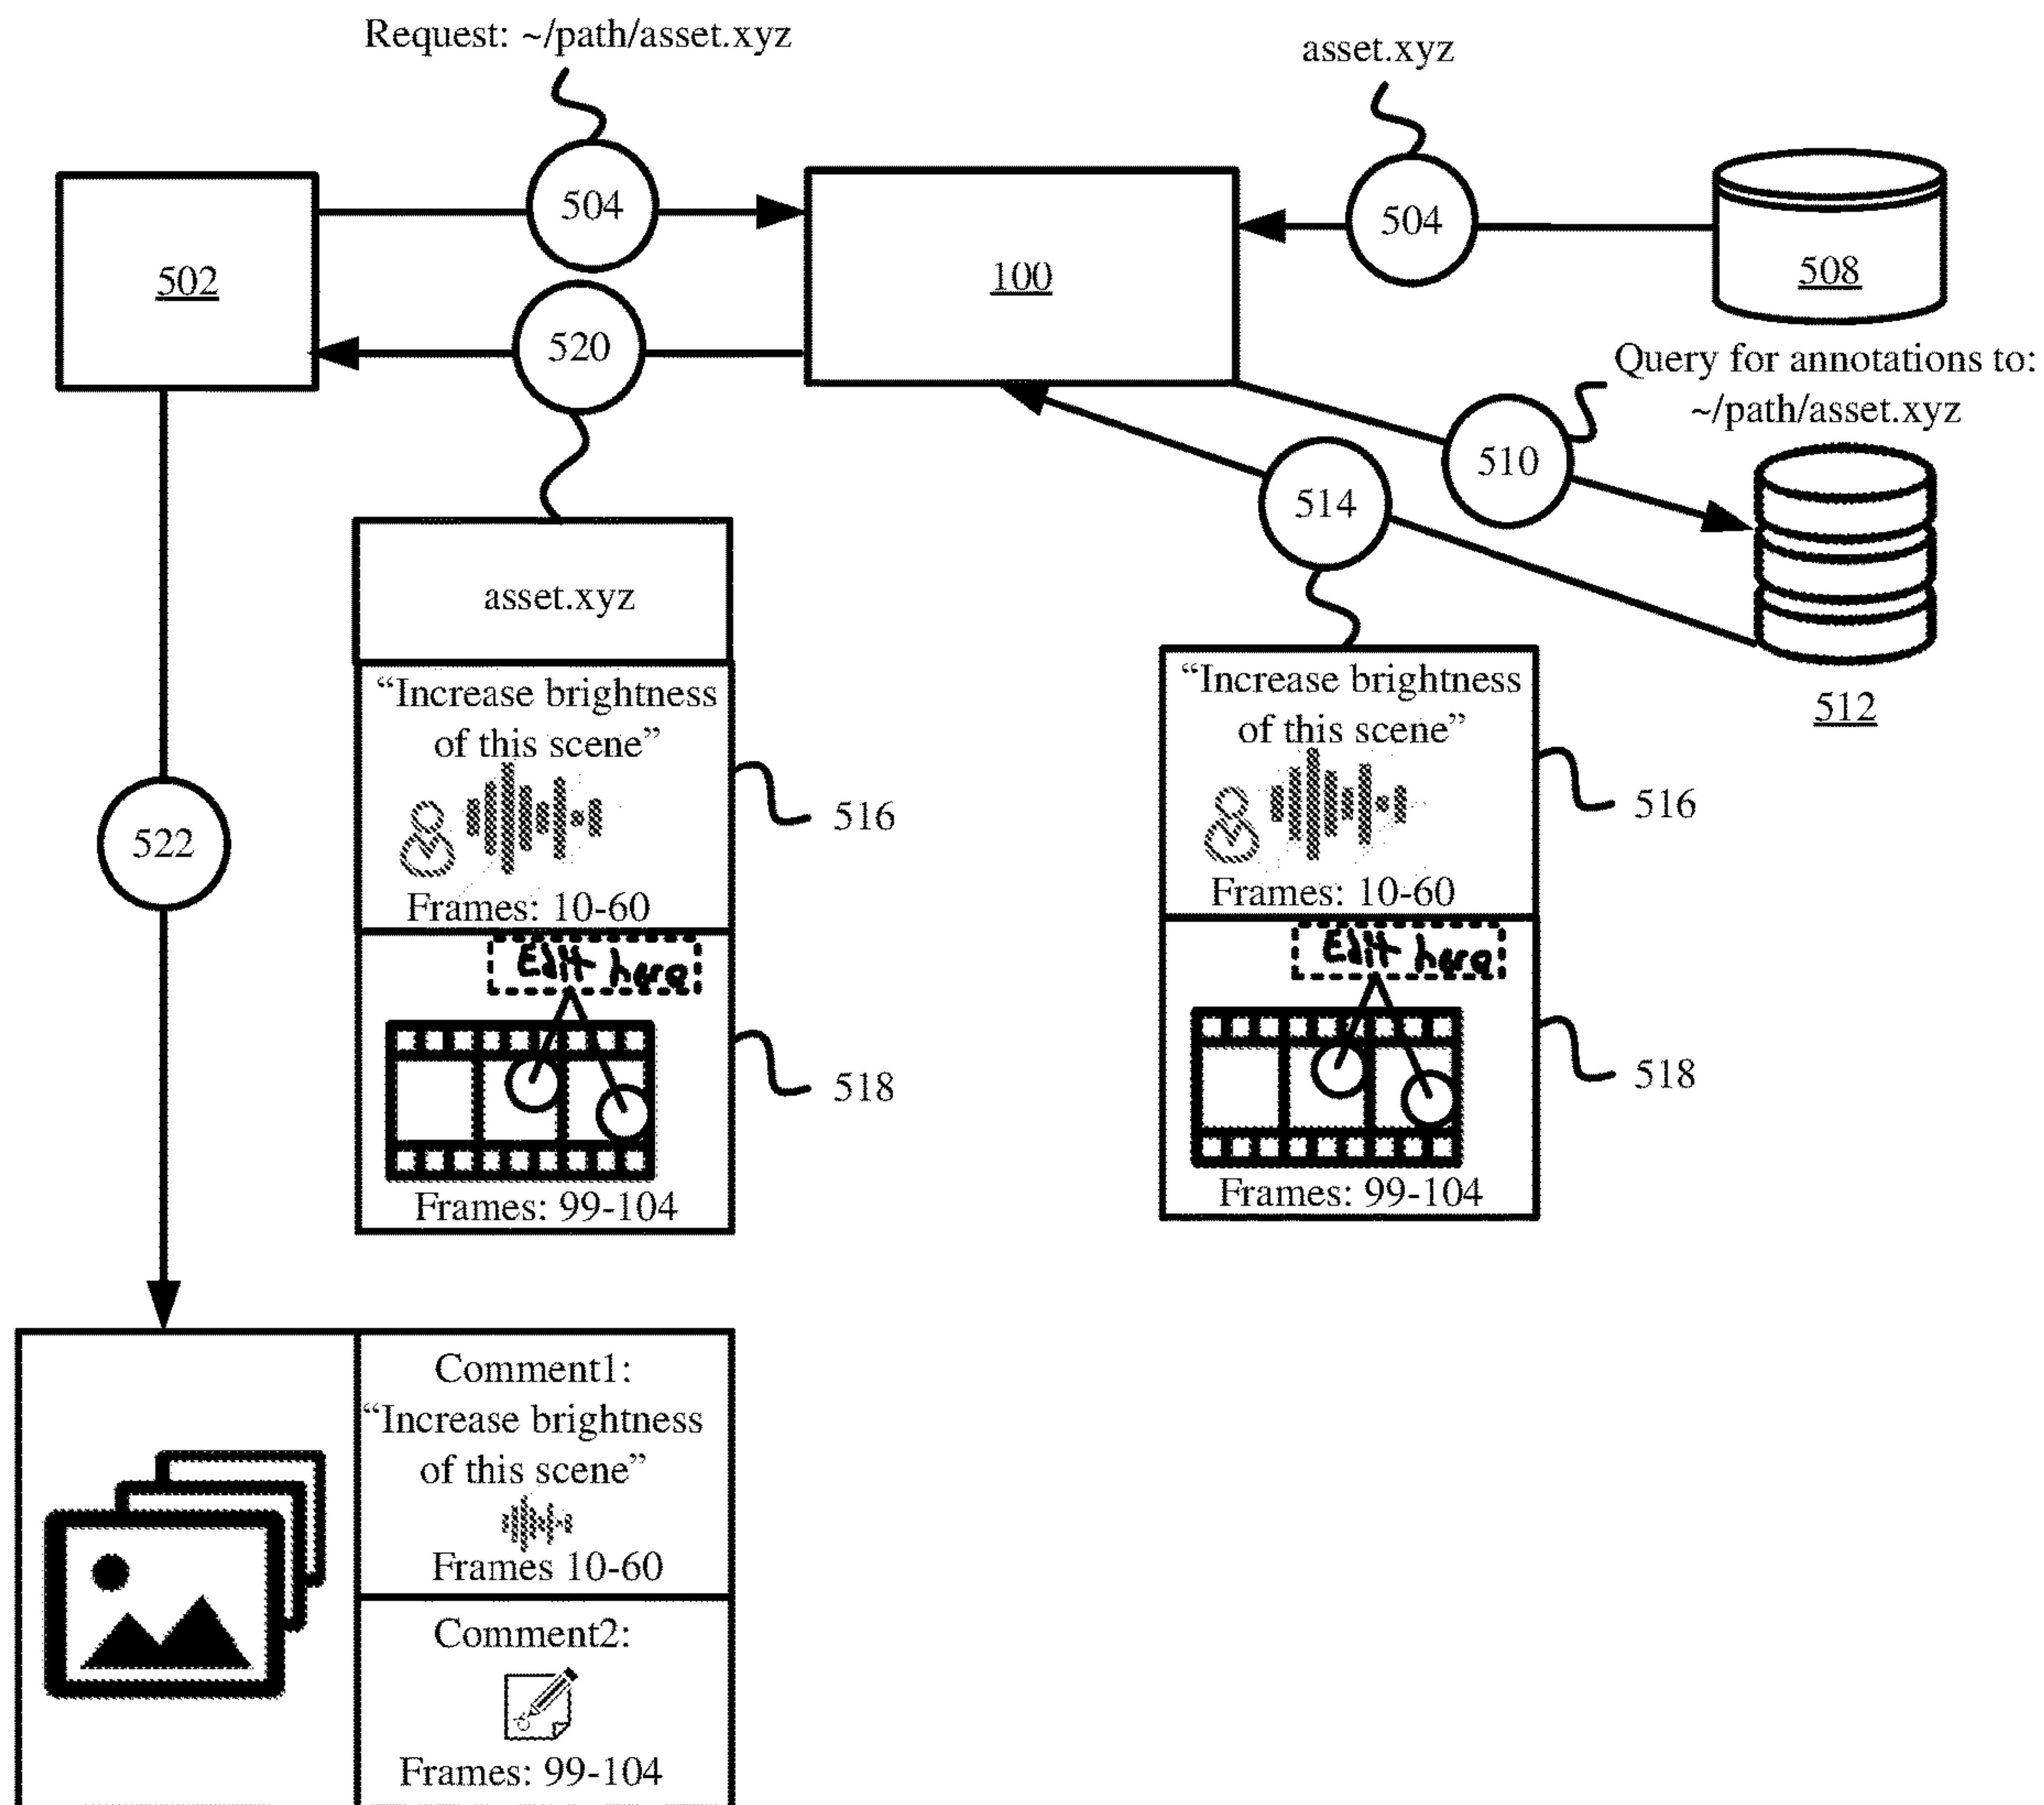 Request: ~/path/asset.xyz
asset.xyz
504
504
502
100
508
520
Query for annotations to:
~/path/asset.xyz
510
514
512
asset.xyz
“Increase brightness
of this scene”
Frames: 10-60
516
Edit here
Frames: 99-104
518
“Increase brightness
of this scene”
Frames: 10-60
516
Edit here
Frames: 99-104
518
522
Comment1:
“Increase brightness
of this scene”
Frames 10-60
Comment2:
Frames: 99-104